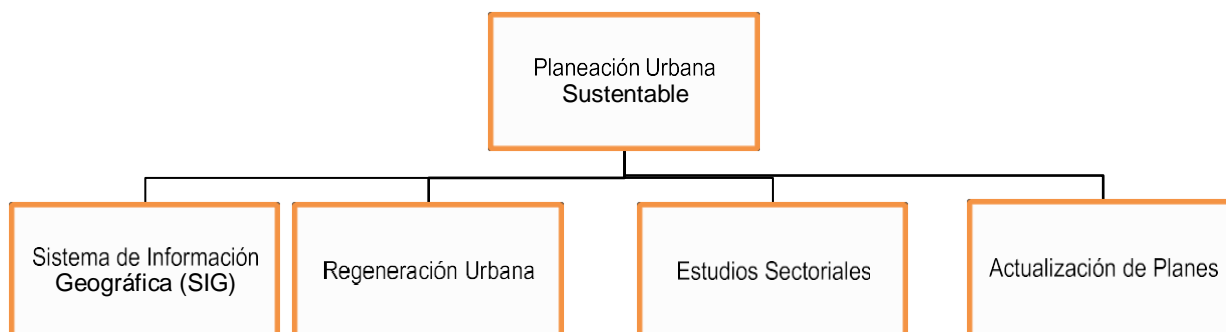 Planeación Urbana
Sustentable
Sistema de Información
Geográfica (SIG)
Regeneración Urbana
Estudios Sectoriales
Actualización de Planes